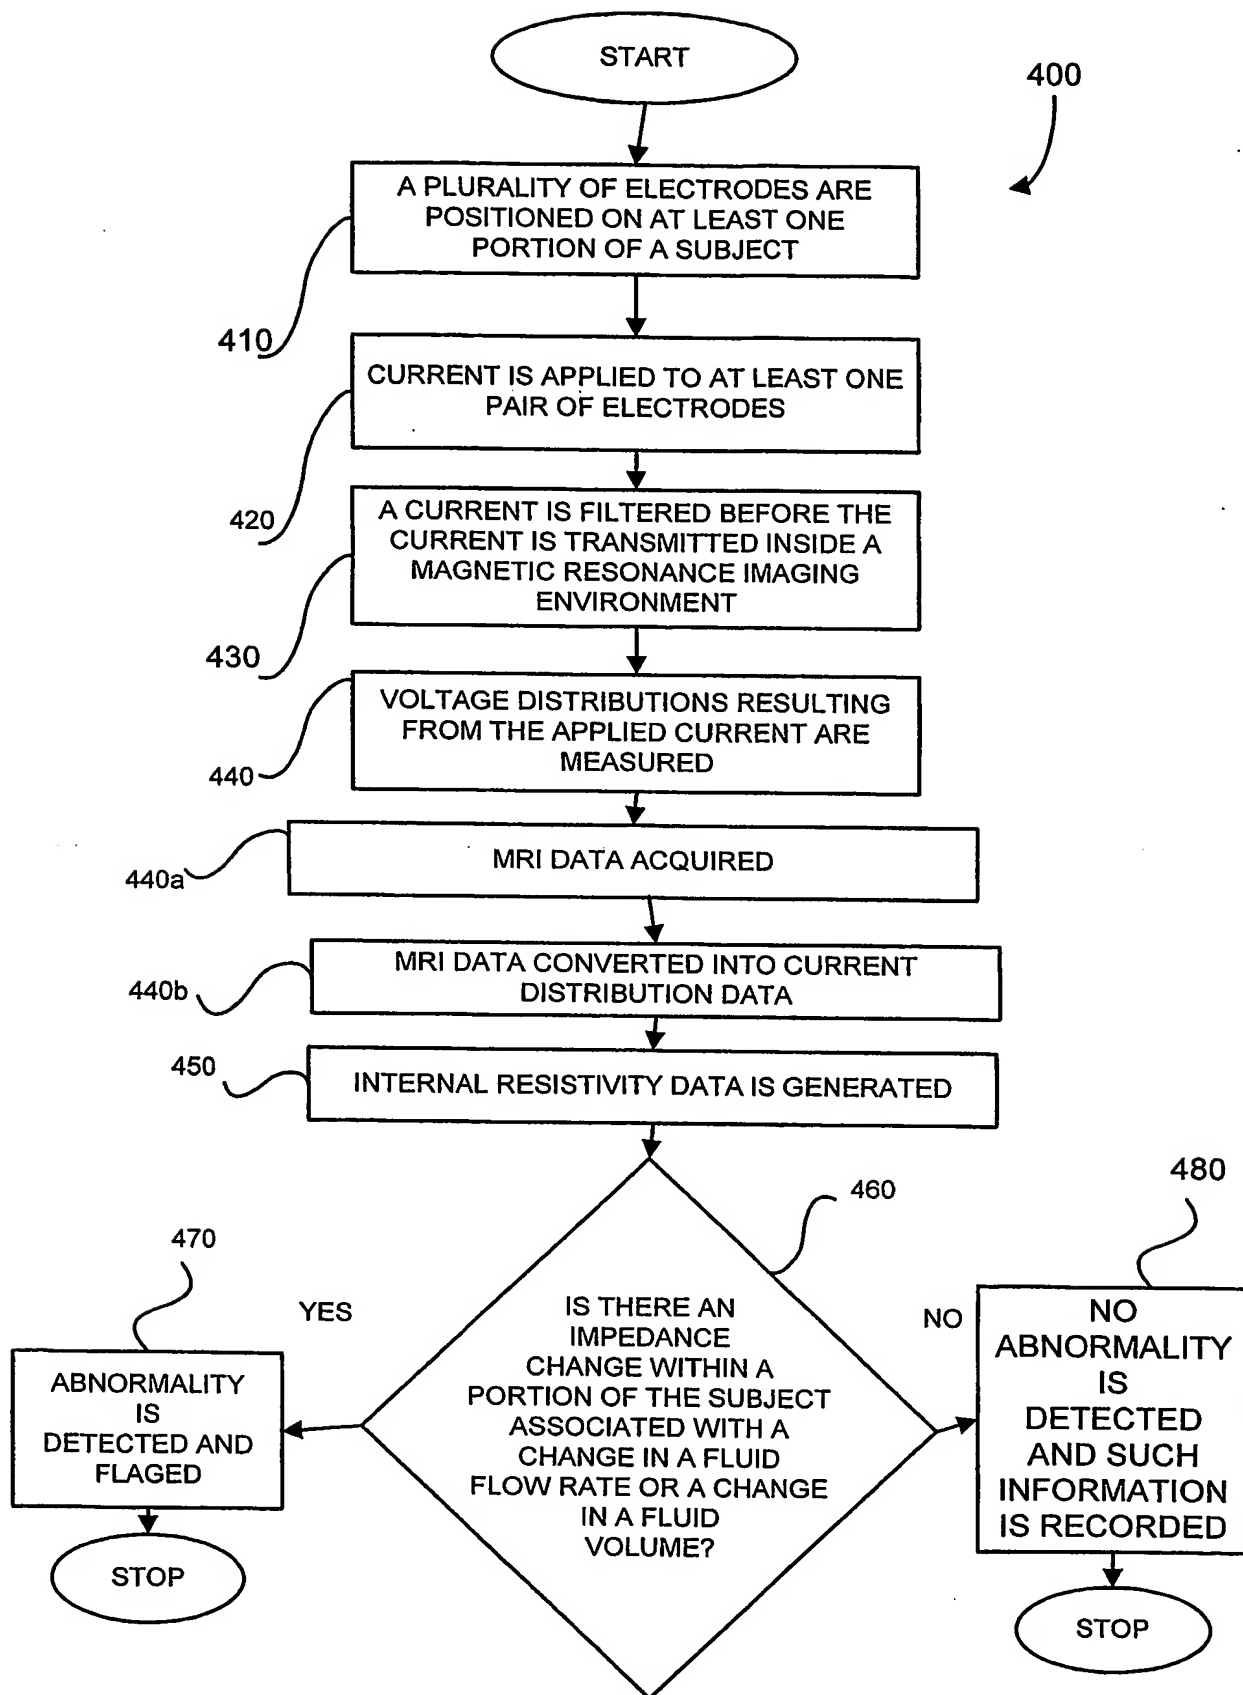 START
400
A PLURALITY OF ELECTRODES ARE
POSITIONED ON AT LEAST ONE
PORTION OF A SUBJECT
410
CURRENT IS APPLIED TO AT LEAST ONE
PAIR OF ELECTRODES
420
A CURRENT IS FILTERED BEFORE THE
CURRENT IS TRANSMITTED INSIDE A
MAGNETIC RESONANCE IMAGING
ENVIRONMENT
430
VOLTAGE DISTRIBUTIONS RESULTING
FROM THE APPLIED CURRENT ARE
MEASURED
440
MRI DATA ACQUIRED
440a
MRI DATA CONVERTED INTO CURRENT
DISTRIBUTION DATA
440b
450
INTERNAL RESISTIVITY DATA IS GENERATED
460
480
470
YES
IS THERE AN
IMPEDANCE
CHANGE WITHIN A
PORTION OF THE SUBJECT
ASSOCIATED WITH A
CHANGE IN A FLUID
FLOW RATE OR A CHANGE
IN A FLUID
VOLUME?
NO
ABNORMALITY
IS
DETECTED AND
FLAGED
STOP
NO
ABNORMALITY
IS
DETECTED
AND SUCH
INFORMATION
IS RECORDED
STOP